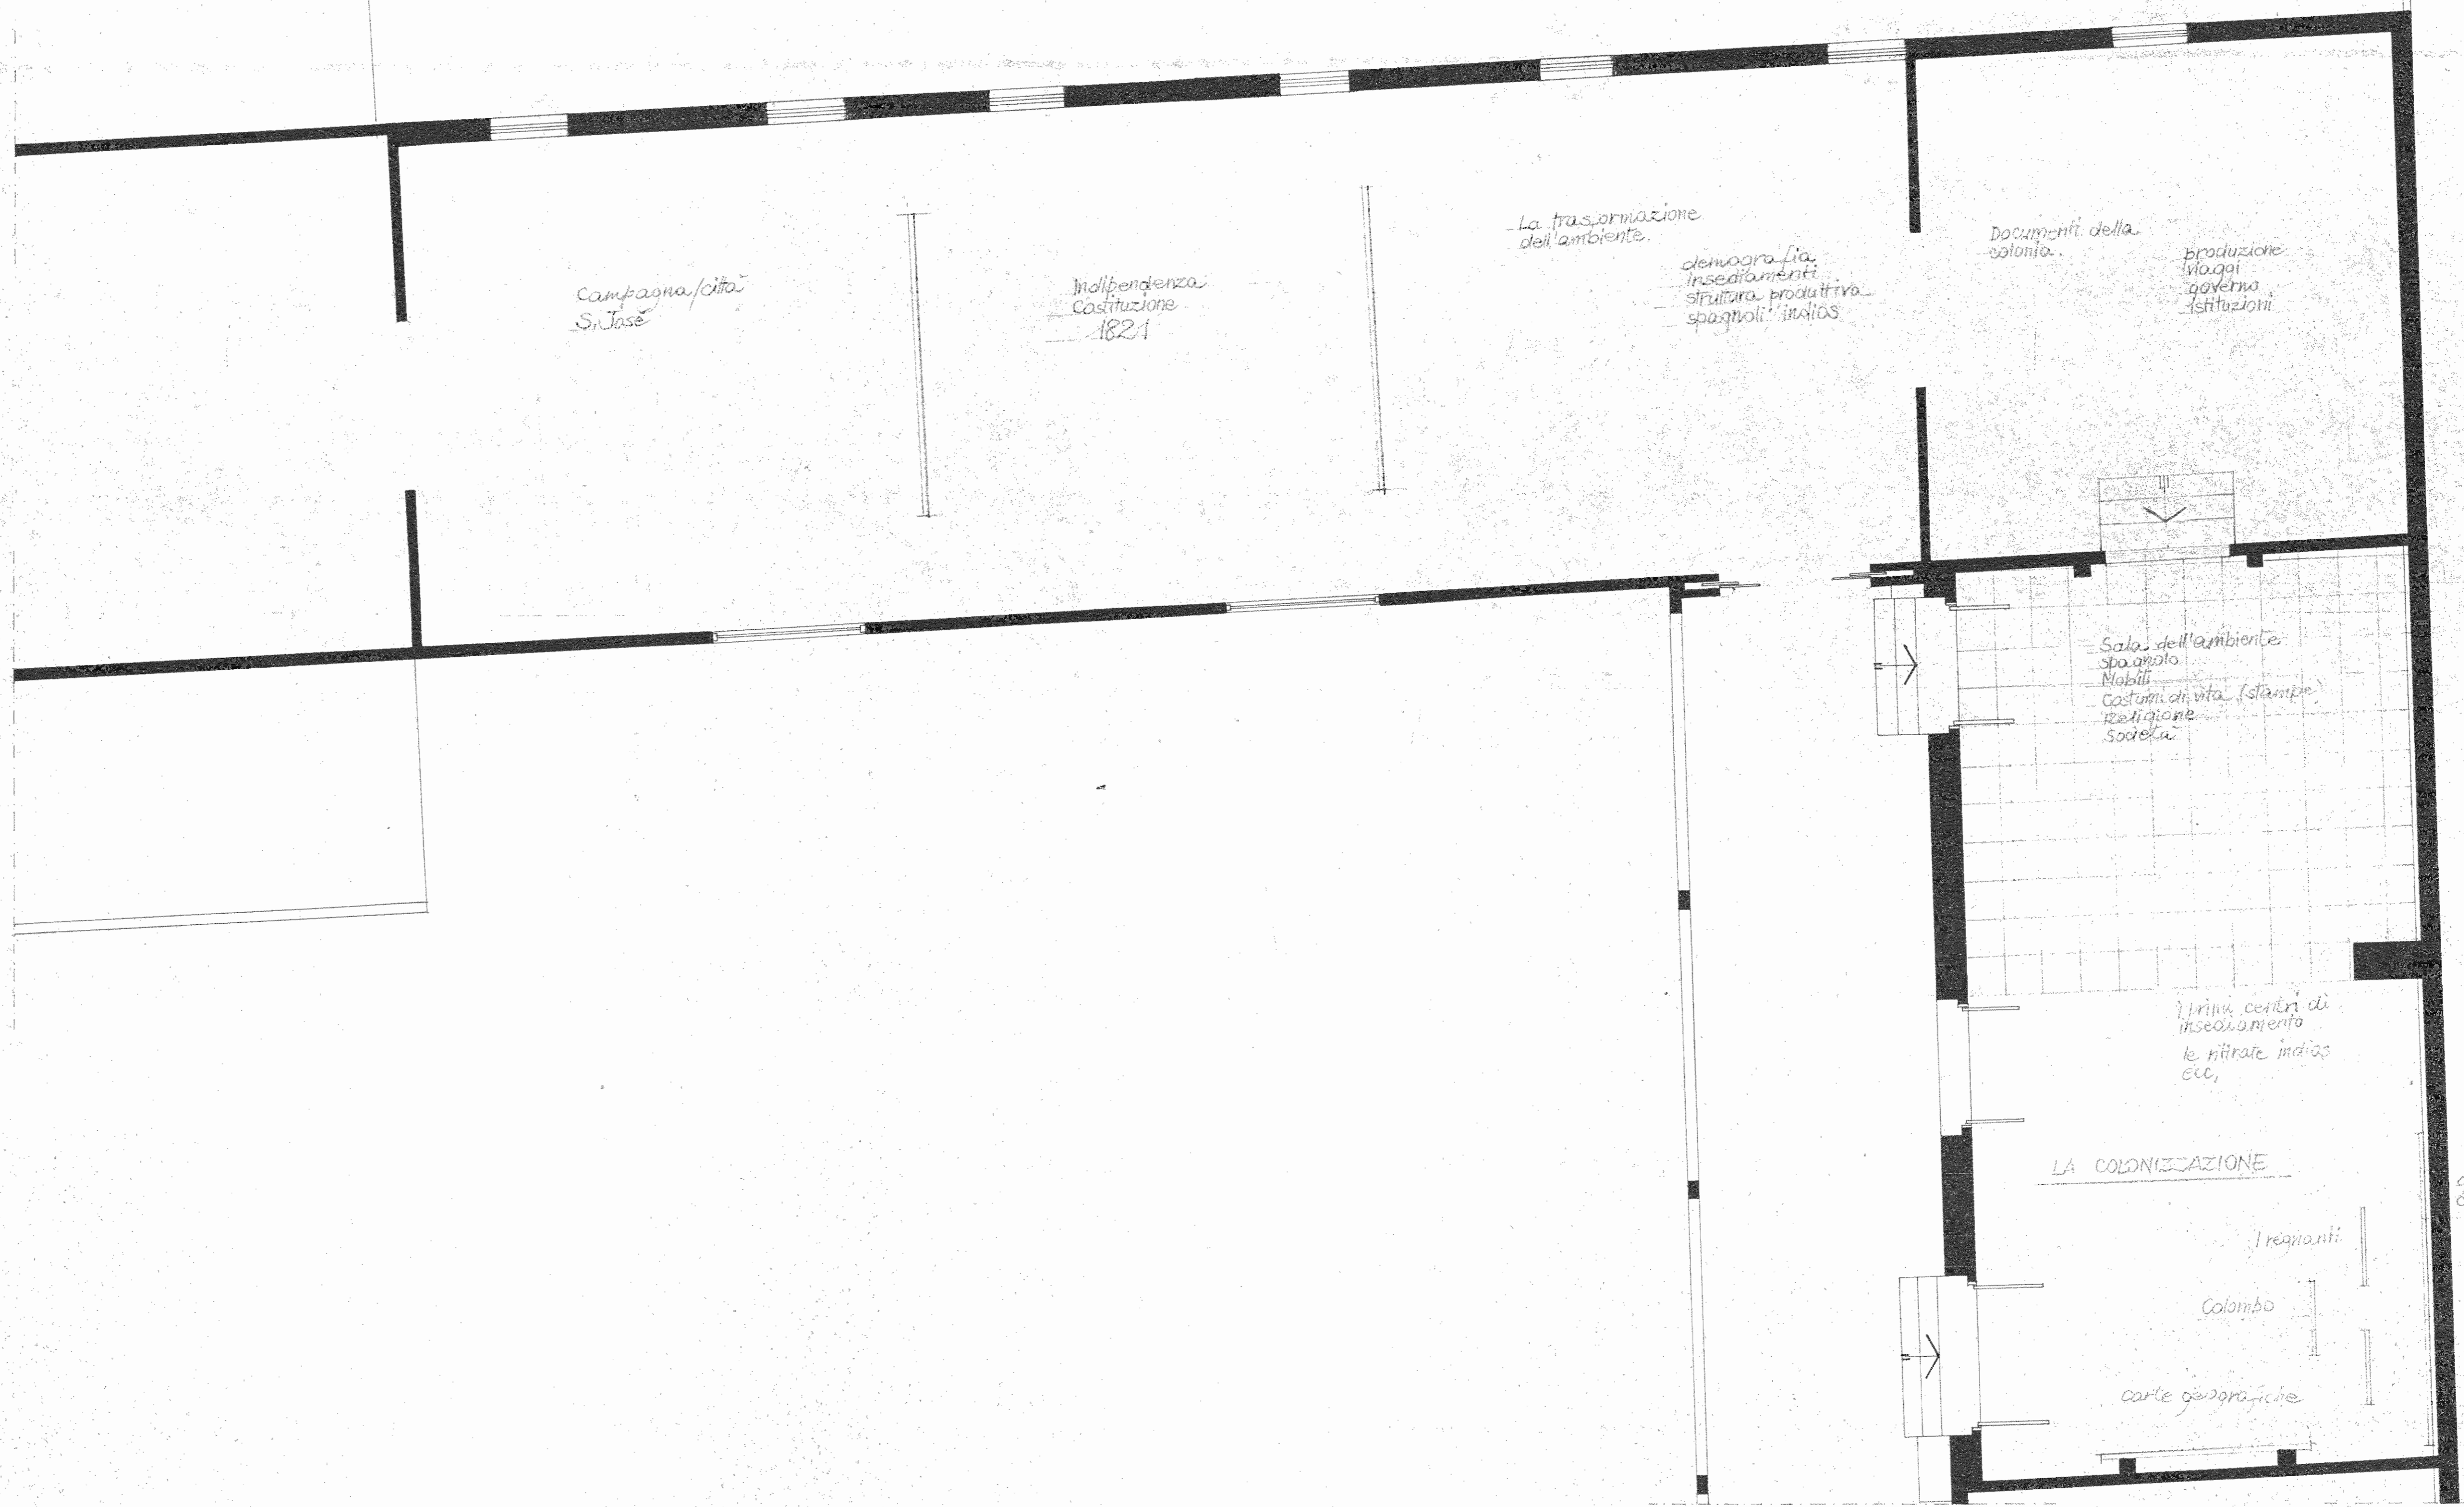 La trasformazione
dell'ambiente.
demografia
insediamenti
struttura produttiva
spagnoli indios
Documenti della
colonia.
produzione
viaggi
governo
istituzioni
Campagna/città
S. José
Indipendenza
Costituzione
1821
Sala dell'ambiente
spagnolo
Mobili
Costumi di vita (stampe)
Religione
Società
I primi centri di
insediamento
le ritirate indios
ecc,
LA COLONIZZAZIONE
I regnanti
Colombo
carte geografiche